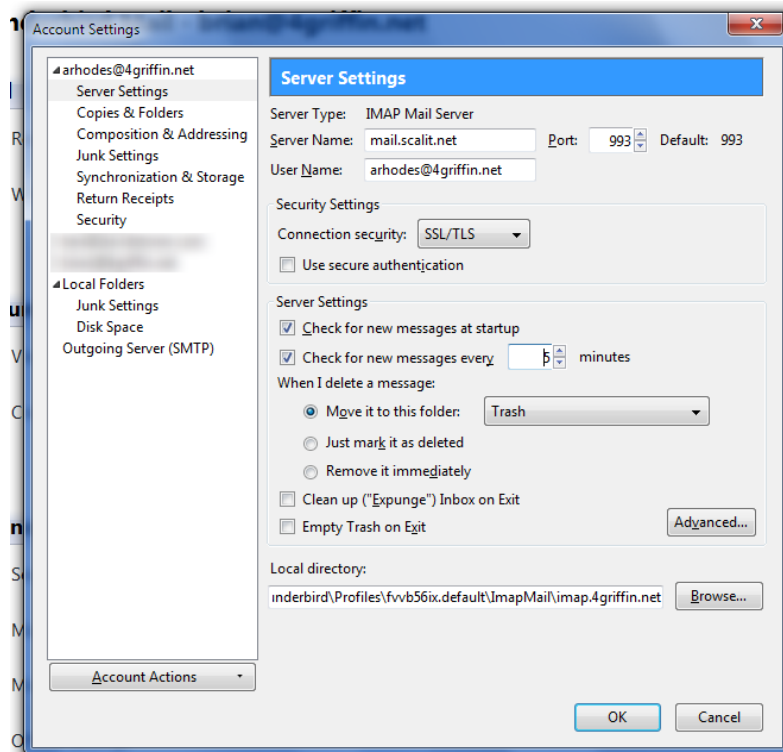 Account Settings
arhodes@4griffin.net
Server Settings
Copies & Folders
Composition & Addressing
Junk Settings
Synchronization & Storage
Return Receipts
Security
Local Folders
Junk Settings
Disk Space
Outgoing Server (SMTP)
Account Actions
Server Settings
Server Type: IMAP Mail Server
Server Name: mail.scalit.net Port: 993 Default: 993
User Name: arhodes@4griffin.net
Security Settings
Connection security: SSL/TLS
Use secure authentication
Server Settings
Check for new messages at startup
Check for new messages every 5 minutes
When I delete a message:
Move it to this folder: Trash
Just mark it as deleted
Remove it immediately
Clean up ("Expunge") Inbox on Exit
Empty Trash on Exit
Advanced...
Local directory:
underbird\Profiles\fvvb56ix.default\ImapMail\imap.4griffin.net Browse...
OK Cancel